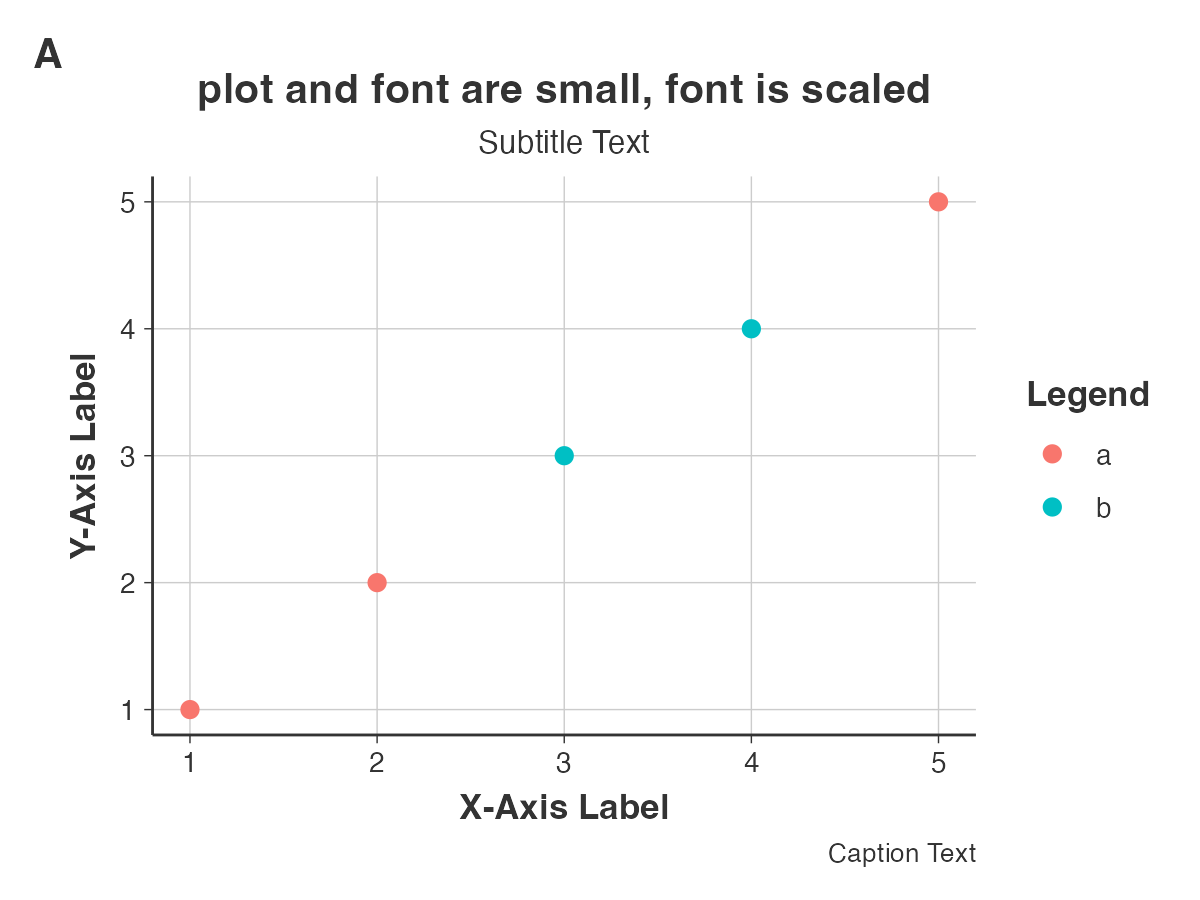 A
plot and font are small, font is scaled
Subtitle Text
5
4
3
2
1
Y-Axis Label
1 2 3 4 5
X-Axis Label
Legend
a
b
Caption Text